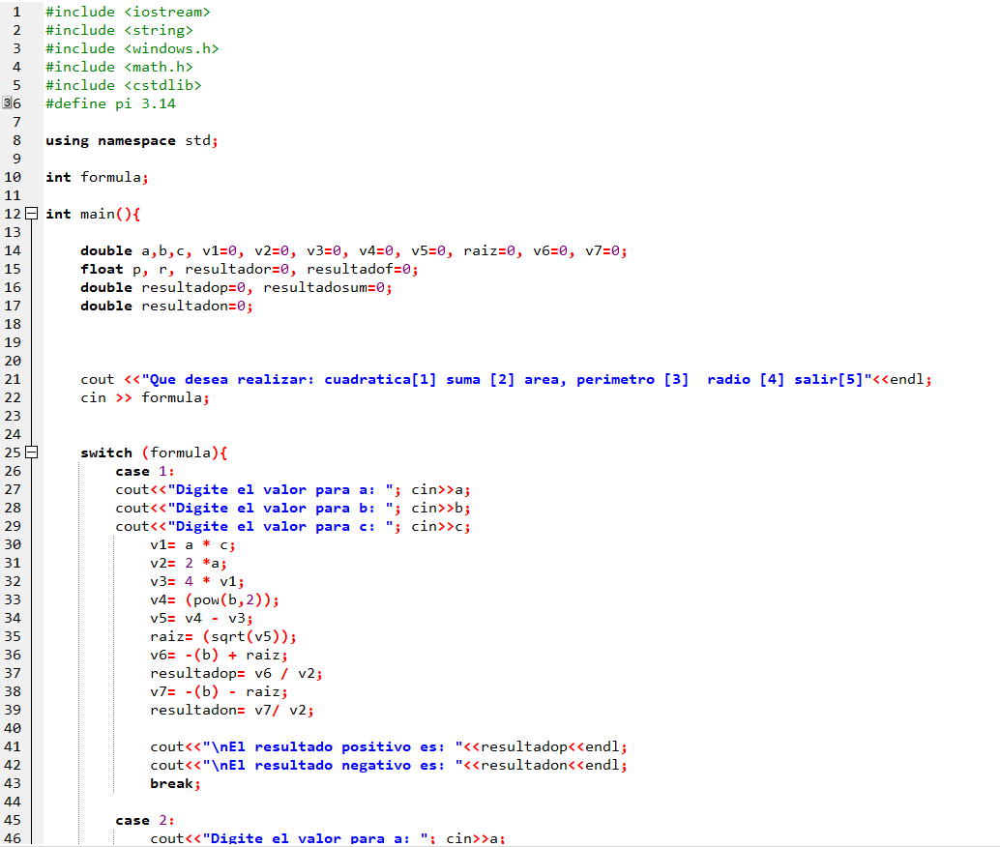 1 #include <iostream>
2 #include <string>
3 #include <windows.h>
4 #include <math.h>
5 #include <cstdlib>
36 #define pi 3.14
7
8 using namespace std;
9
10 int formula;
11
12 int main(){
13
14 double a,b,c, v1=0, v2=0, v3=0, v4=0, v5=0, raiz=0, v6=0, v7=0;
15 float p, r, resultador=0, resultadof=0;
16 double resultadop=0, resultadosum=0;
17 double resultadon=0;
18
19
20
21 cout <<"Que desea realizar: cuadratica[1] suma [2] area, perimetro [3]  radio [4] salir[5]"<<endl;
22 cin >> formula;
23
24
25 switch (formula){
26 case 1:
27 cout<<"Digite el valor para a: "; cin>>a;
28 cout<<"Digite el valor para b: "; cin>>b;
29 cout<<"Digite el valor para c: "; cin>>c;
30 v1= a * c;
31 v2= 2 *a;
32 v3= 4 * v1;
33 v4= (pow(b,2));
34 v5= v4 - v3;
35 raiz= (sqrt(v5));
36 v6= -(b) + raiz;
37 resultadop= v6 / v2;
38 v7= -(b) - raiz;
39 resultadon= v7/ v2;
40
41 cout<<"\nEl resultado positivo es: "<<resultadop<<endl;
42 cout<<"\nEl resultado negativo es: "<<resultadon<<endl;
43 break;
44
45 case 2:
46 cout<<"Digite el valor para a: "; cin>>a;